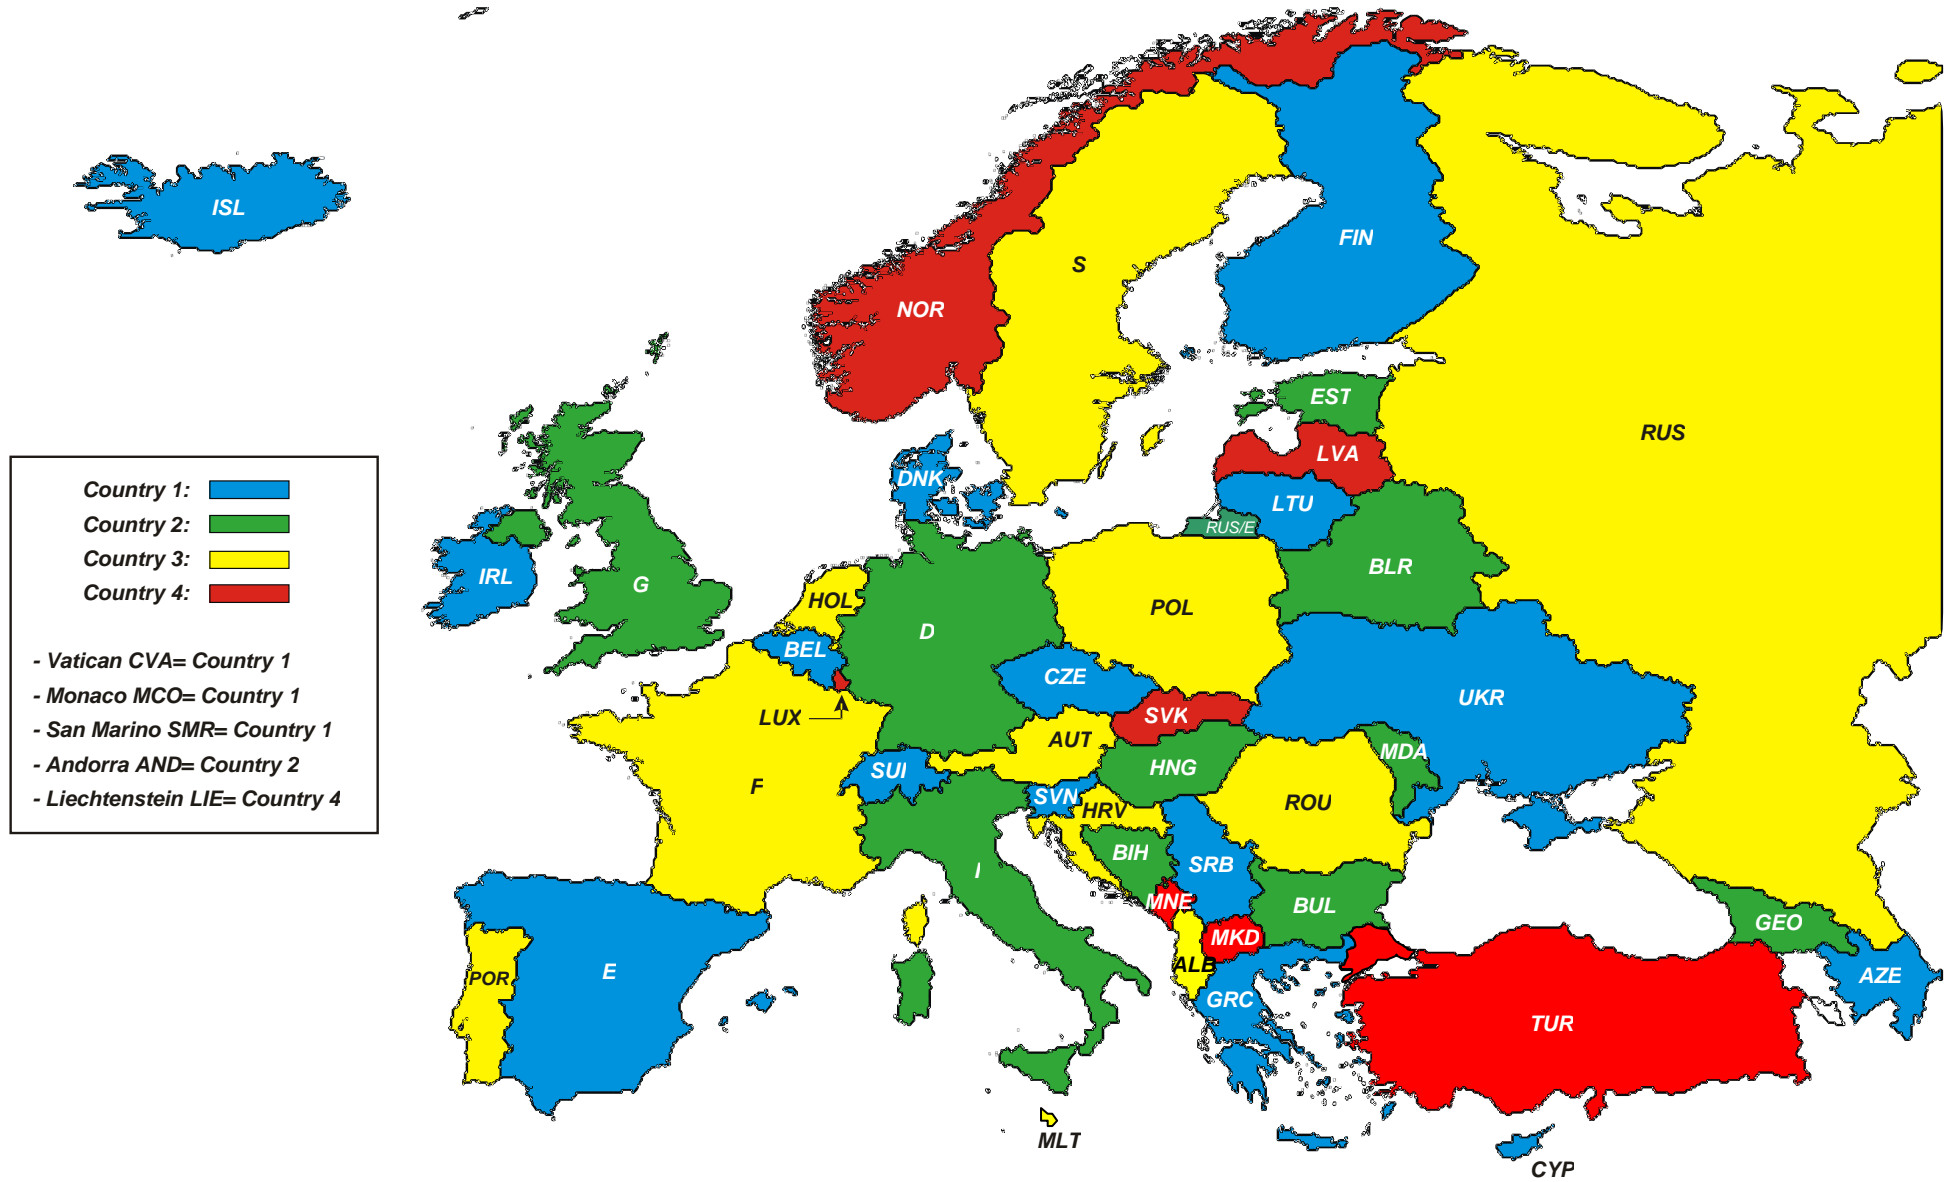 ISL
NOR
S
FIN
RUS
EST
LVA
LTU
RUS/E
BLR
DNK
IRL
G
HOL
BEL
LUX
D
POL
CZE
SVK
UKR
F
SUI
AUT
HNG
MDA
SVN
HRV
ROU
BIH
SRB
I
MNE
BUL
MKD
ALB
GRC
GEO
AZE
POR
E
TUR
MLT
CYP
Country 1:
Country 2:
Country 3:
Country 4:
- Vatican CVA= Country 1
- Monaco MCO= Country 1
- San Marino SMR= Country 1
- Andorra AND= Country 2
- Liechtenstein LIE= Country 4